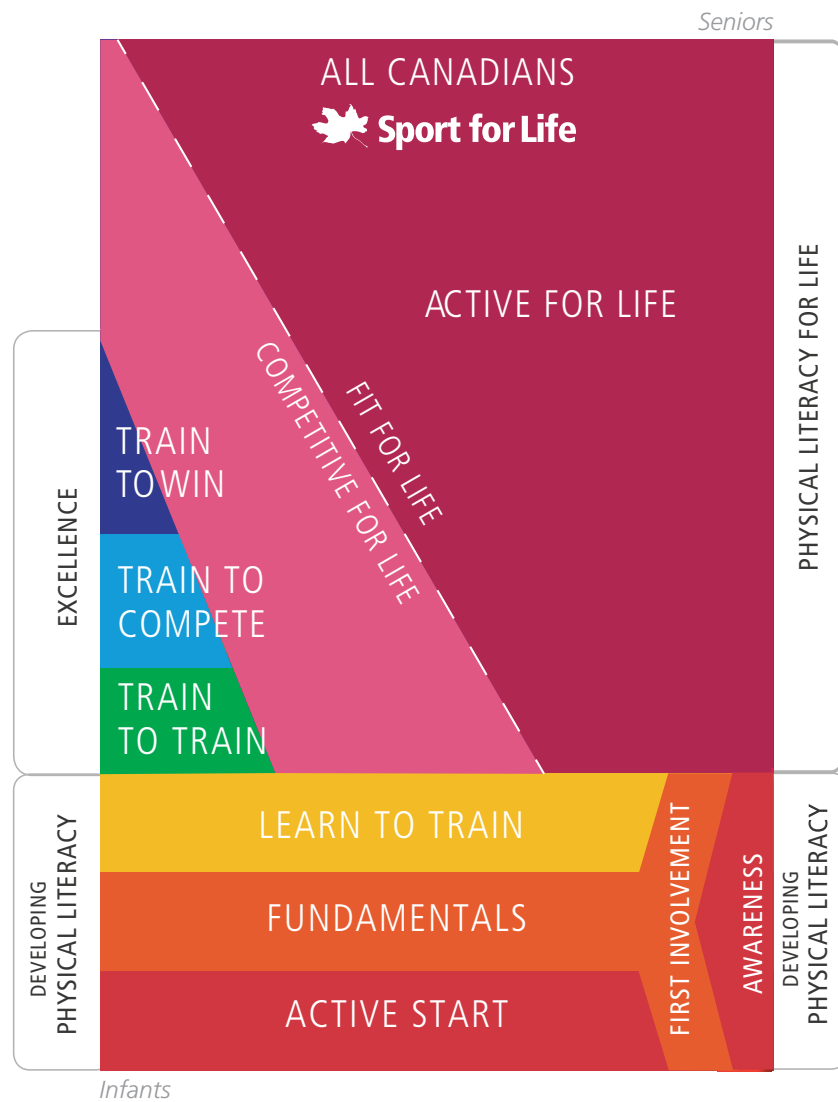 Seniors
ALL CANADIANS
Sport for Life
ACTIVE FOR LIFE
PHYSICAL LITERACY FOR LIFE
FIT FOR LIFE
COMPETITIVE FOR LIFE
EXCELLENCE
TRAIN
TO WIN
TRAIN TO
COMPETE
TRAIN
TO TRAIN
DEVELOPING
PHYSICAL LITERACY
LEARN TO TRAIN
FUNDAMENTALS
ACTIVE START
FIRST INVOLVEMENT
AWARENESS
DEVELOPING
PHYSICAL LITERACY
Infants